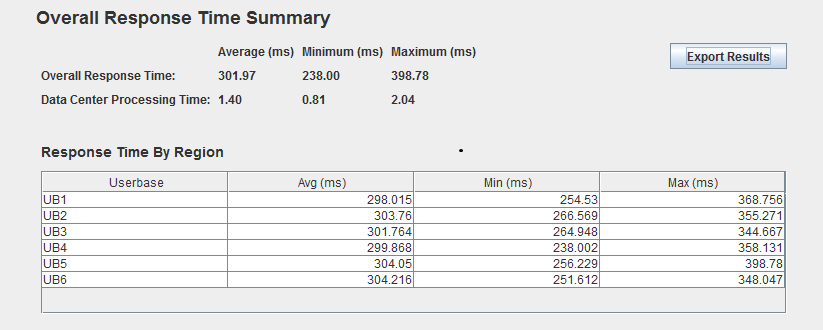 Overall Response Time Summary
Average (ms) Minimum (ms) Maximum (ms)
Export Results
Overall Response Time: 301.97 238.00 398.78
Data Center Processing Time: 1.40 0.81 2.04
Response Time By Region
Userbase Avg (ms) Min (ms) Max (ms)
UB1 298.015 254.53 368.756
UB2 303.76 266.569 355.271
UB3 301.764 264.948 344.667
UB4 299.868 238.002 358.131
UB5 304.05 256.229 398.78
UB6 304.216 251.612 348.047